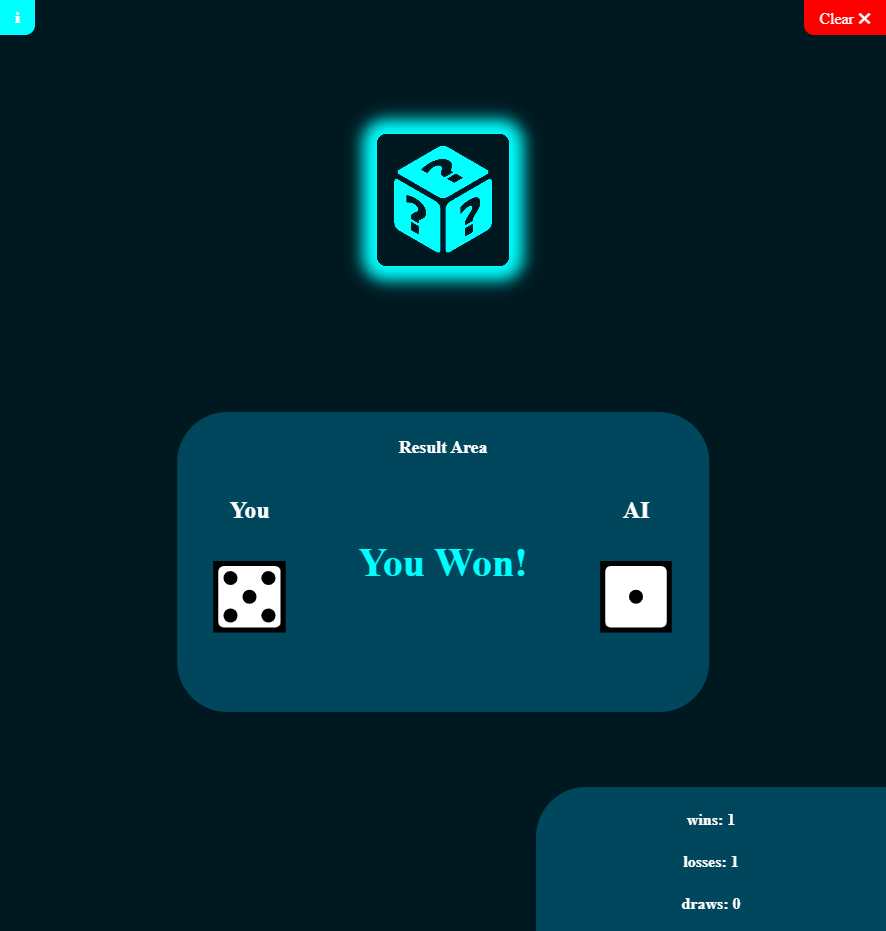 i
Clear ✕
? ? ?
Result Area
You
AI
You Won!
wins: 1
losses: 1
draws: 0